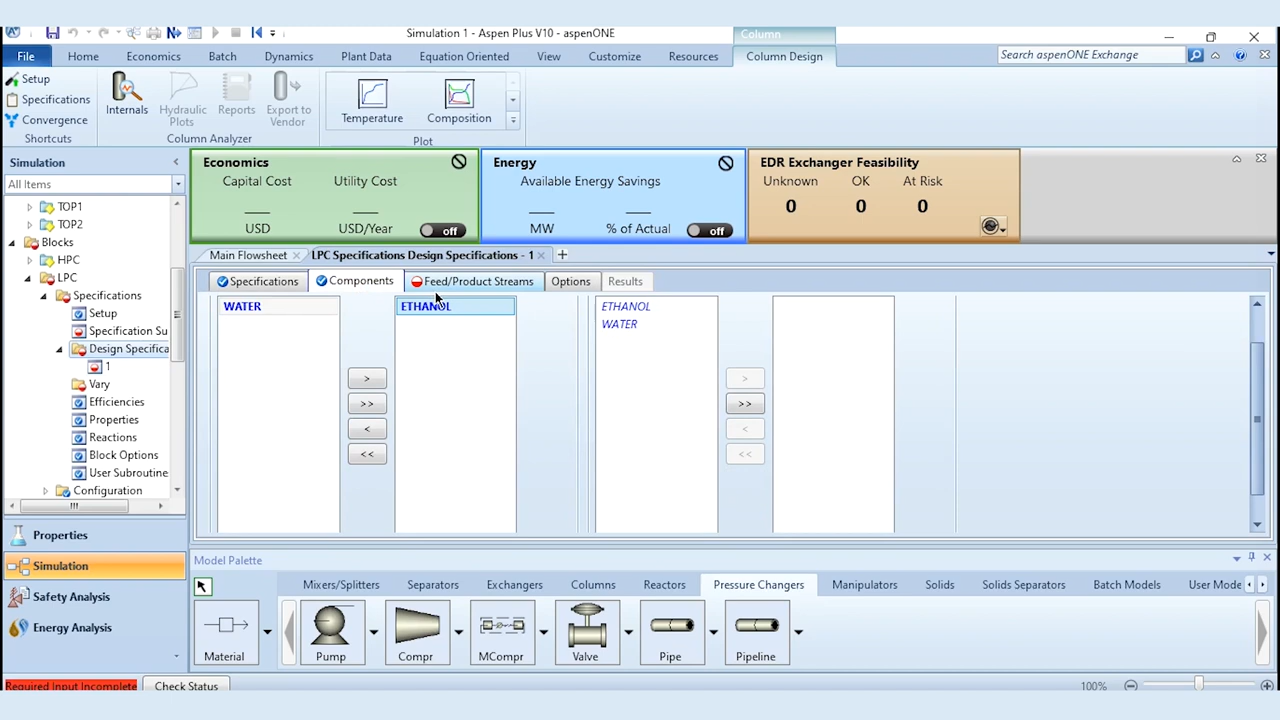 Simulation 1 - Aspen Plus V10 - aspenONE
Column
File Home Economics Batch Dynamics Plant Data Equation Oriented View Customize Resources Column Design Search aspenONE Exchange
Setup
Specifications
Convergence
Shortcuts
Internals Hydraulic Plots Reports Export to Vendor
Column Analyzer
Temperature Composition
Plot
Simulation
All Items
TOP1
TOP2
Blocks
HPC
LPC
Specifications
Setup
Specification Su
Design Specifica
1
Vary
Efficiencies
Properties
Reactions
Block Options
User Subroutine
Configuration
Properties
Simulation
Safety Analysis
Energy Analysis
Economics
Capital Cost Utility Cost
USD USD/Year off
Energy
Available Energy Savings
MW % of Actual off
EDR Exchanger Feasibility
Unknown OK At Risk
0 0 0
Main Flowsheet LPC Specifications Design Specifications - 1
Specifications Components Feed/Product Streams Options Results
WATER ETHANOL ETHANOL
WATER
> >
>> >>
< <
<< <<
Model Palette
Mixers/Splitters Separators Exchangers Columns Reactors Pressure Changers Manipulators Solids Solids Separators Batch Models User Mode
Material Pump Compr MCompr Valve Pipe Pipeline
Required Input Incomplete Check Status 100%